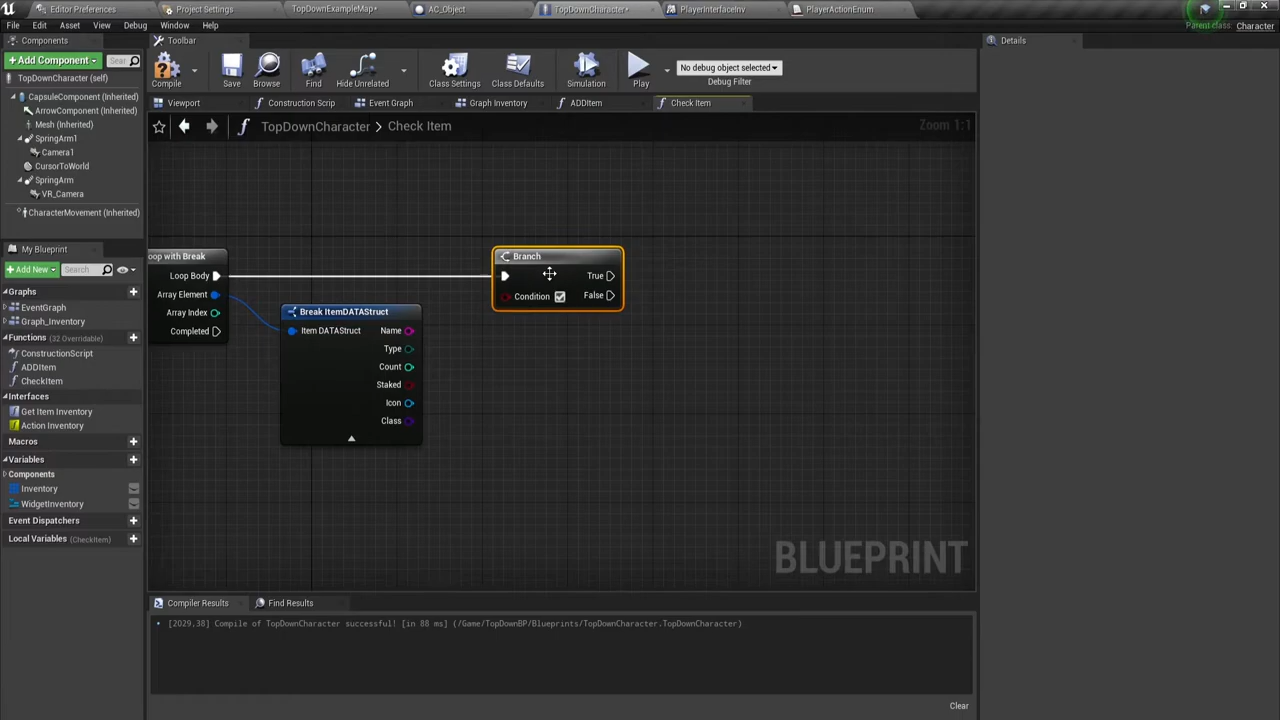 Editor Preferences
Project Settings
TopDownExampleMap*
AC_Object
TopDownCharacter*
PlayerInterfaceInv
PlayerActionEnum
File Edit Asset View Debug Window Help
Parent class: Character
Components
Toolbar
Details
+Add Component
Sear
TopDownCharacter (self)
CapsuleComponent (Inherited)
ArrowComponent (Inherited)
Mesh (Inherited)
SpringArm1
Camera1
CursorToWorld
SpringArm
VR_Camera
CharacterMovement (Inherited)
Compile
Save
Browse
Find
Hide Unrelated
Class Settings
Class Defaults
Simulation
Play
No debug object selected
Debug Filter
Viewport
Construction Scrip
Event Graph
Graph Inventory
ADDItem
Check Item
TopDownCharacter > Check Item
Zoom 1:1
My Blueprint
+Add New
Search
Graphs
EventGraph
Graph_Inventory
Functions (32 Overridable)
ConstructionScript
ADDItem
CheckItem
Interfaces
Get Item Inventory
Action Inventory
Macros
Variables
Components
Inventory
WidgetInventory
Event Dispatchers
Local Variables (CheckItem)
oop with Break
Loop Body
Array Element
Array Index
Completed
Break ItemDATAStruct
Item DATAStruct
Name
Type
Count
Staked
Icon
Class
Branch
True
Condition
False
BLUEPRINT
Compiler Results
Find Results
[2029,38] Compile of TopDownCharacter successful! [in 88 ms] (/Game/TopDownBP/Blueprints/TopDownCharacter.TopDownCharacter)
Clear